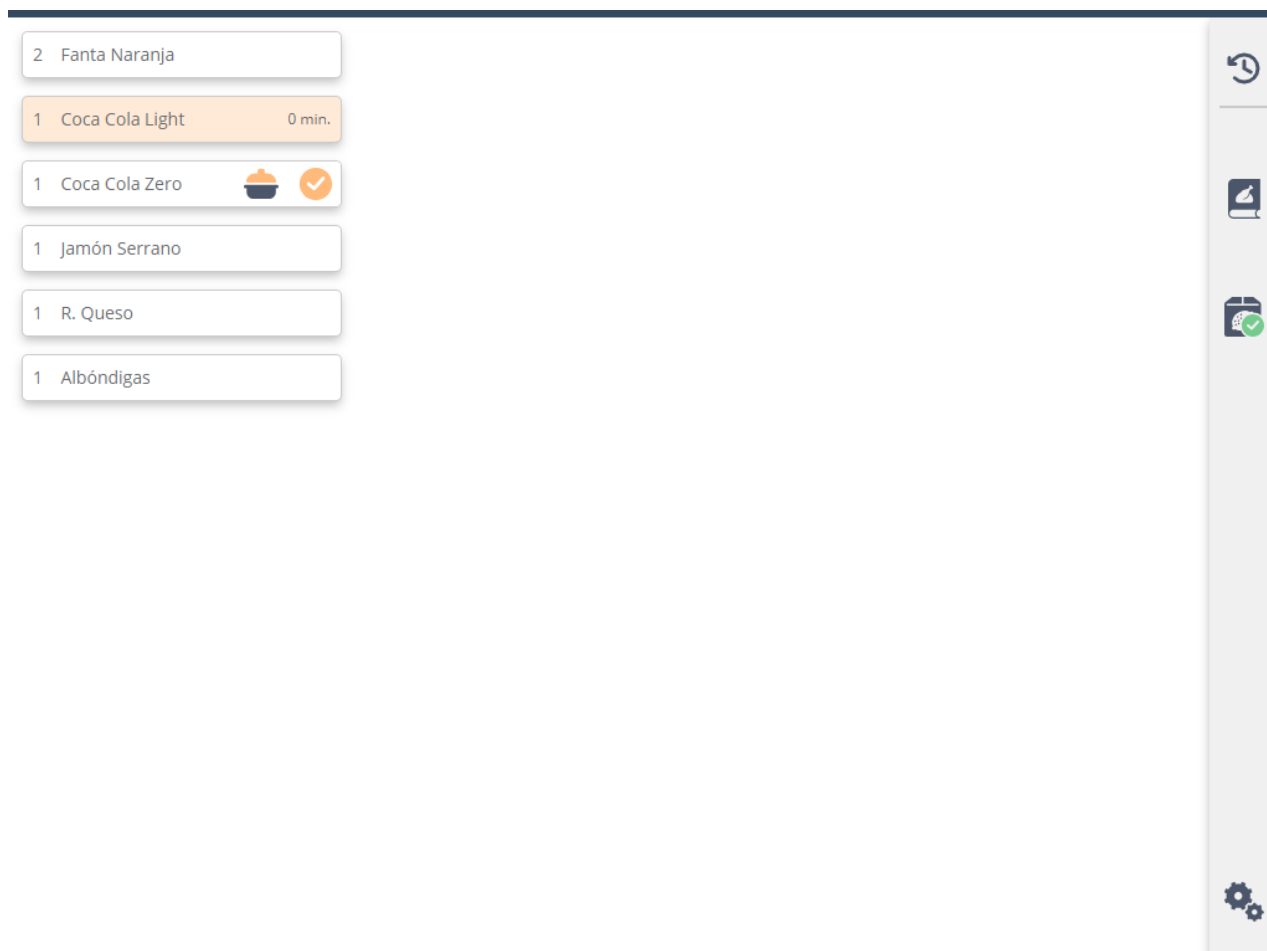 2 Fanta Naranja
1 Coca Cola Light 0 min.
1 Coca Cola Zero
1 Jamón Serrano
1 R. Queso
1 Albóndigas